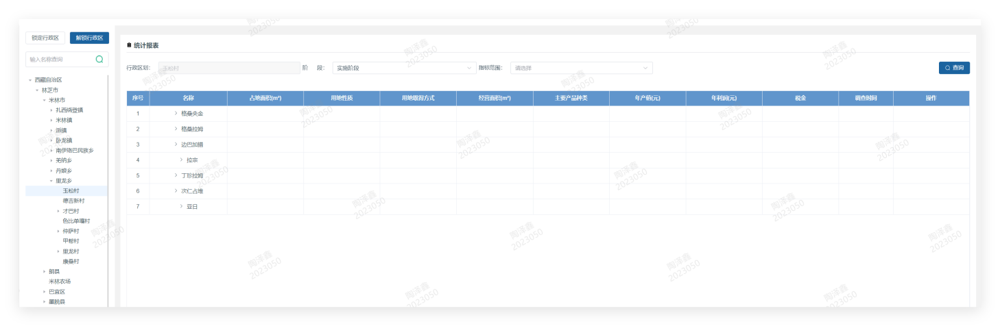 锁定行政区 解锁行政区
输入名称查询
西藏自治区
林芝市
米林市
扎西绕登镇
米林镇
派镇
卧龙镇
南伊珞巴民族乡
羌纳乡
丹娘乡
里龙乡
玉松村
德吉新村
才巴村
色比单嘎村
仲萨村
甲帮村
里龙村
康桑村
朗县
米林农场
巴宜区
墨脱县
统计报表
行政区划: 玉松村 阶 段: 实施阶段 指标范围: 请选择 查询
序号 名称 占地面积(m²) 用地性质 用地取得方式 经营面积(m²) 主要产品种类 年产值(元) 年利润(元) 税金 调查时间 操作
1 格桑央金
2 格桑拉姆
3 边巴加措
4 拉宗
5 丁珍拉姆
6 次仁占堆
7 亚日
陶泽鑫
2023050